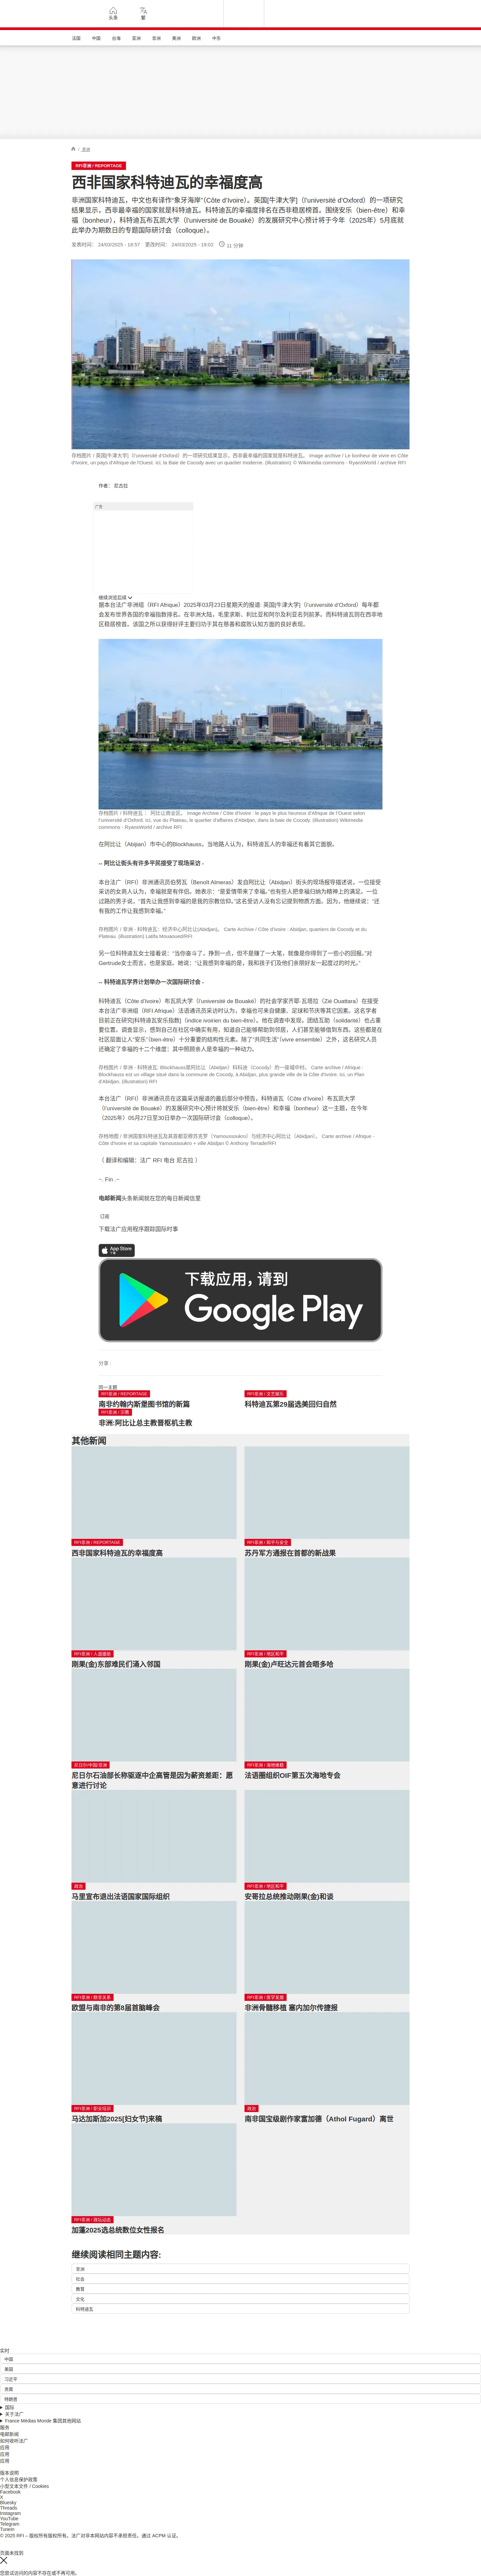 头条
繁
法国
中国
台海
亚洲
非洲
美洲
欧洲
中东
/ 非洲
RFI非洲 / REPORTAGE
西非国家科特迪瓦的幸福度高
非洲国家科特迪瓦，中文也有译作“象牙海岸”（Côte d'Ivoire）。英国[牛津大学]（l'université d'Oxford）的一项研究
结果显示，西非最幸福的国家就是科特迪瓦。科特迪瓦的幸福度排名在西非稳居榜首。围绕安乐（bien-être）和幸
福（bonheur），科特迪瓦布瓦凯大学（l'université de Bouaké）的发展研究中心预计将于今年（2025年）5月底就
此举办为期数日的专题国际研讨会（colloque）。
发表时间： 24/03/2025 - 18:57 更改时间： 24/03/2025 - 19:02 11 分钟
存档图片 / 英国[牛津大学]（l'université d'Oxford）的一项研究结果显示，西非最幸福的国家就是科特迪瓦。 Image archive / Le bonheur de vivre en Côte
d'Ivoire, un pays d'Afrique de l'Ouest. Ici, la Baie de Cocody avec un quartier moderne. (Illustration) © Wikimedia commons - RyansWorld / archive RFI
作者： 尼古拉
广告
继续浏览后续
据本台法广非洲组（RFI Afrique）2025年03月23日星期天的报道: 英国[牛津大学]（l'université d'Oxford）每年都
会发布世界各国的幸福指数排名。在非洲大陆，毛里求斯、利比亚和阿尔及利亚名列前茅。而科特迪瓦则在西非地
区稳居榜首。该国之所以获得好评主要归功于其在慈善和腐败认知方面的良好表现。
存档图片 / 科特迪瓦： 阿比让商业区。 Image Archive / Côte d'Ivoire : le pays le plus heureux d'Afrique de l'Ouest selon
l'université d'Oxford. Ici, vue du Plateau, le quartier d'affaires d'Abidjan, dans la baie de Cocody. (Illustration) Wikimedia
commons - RyansWorld / archive RFI
在阿比让（Abijian）市中心的Blockhauss，当地路人认为，科特迪瓦人的幸福还有着其它面貌。
-- 阿比让街头有许多平民接受了现场采访 -
本台法广（RFI）非洲通讯员伯努瓦（Benoît Almeras）发自阿比让（Abidjan）街头的现场报导描述说，一位接受
采访的女商人认为，幸福就是有伴侣。她表示：“是爱情带来了幸福。”也有些人把幸福归纳为精神上的满足。一位
过路的男子说，“首先让我感到幸福的是我的宗教信仰。”这名受访人没有忘记提到物质方面。因为，他继续说：“还
有我的工作让我感到幸福。”
存档图片 / 非洲 - 科特迪瓦：经济中心阿比让(Abidjan)。 Carte Archive / Côte d'Ivoire : Abidjan, quartiers de Coocdy et du
Plateau. (illustration) Latifa Mouaoued/RFI
另一位科特迪瓦女士接着说：“当你奋斗了，挣到一点，但不是赚了一大笔，就像是你得到了一些小的回报。”对
Gertrude女士而言，也是家庭。她说：“让我感到幸福的是，我和孩子们及他们亲朋好友一起度过的时光。”
-- 科特迪瓦学界计划举办一次国际研讨会 -
科特迪瓦（Côte d'Ivoire）布瓦凯大学（l'université de Bouaké）的社会学家齐耶·瓦塔拉（Zié Ouattara）在接受
本台法广非洲组（RFI Afrique）法语通讯员采访时认为，幸福也可来自健康、足球和节庆等其它因素。这名学者
目前正在研究[科特迪瓦安乐指数]（indice ivoirien du bien-être）。他在调查中发现，团结互助（solidarité）也占重
要位置。调查显示，感到自己在社区中确实有用，知道自己能够帮助到邻居，人们甚至能够借钱到东西。这些都是在
社区层面让人“安乐”（bien-être）十分重要的结构性元素。除了“共同生活”（vivre ensemble）之外，这名研究人员
还确定了幸福的十二个维度：其中照顾亲人是幸福的一种动力。
存档图片 / 非洲 - 科特迪瓦. Blockhauss是阿比让（Abidjan）科科迪（Cocody）的一座城中村。 Carte archive / Afrique :
Blockhauss est un village situé dans la commune de Cocody, à Abidjan, plus grande ville de la Côte d'Ivoire. Ici, un Plan
d'Abidjan. (Illustration) RFI
本台法广（RFI）非洲通讯员在这篇采访报道的最后部分中预告，科特迪瓦（Côte d'Ivoire）布瓦凯大学
（l'université de Bouaké）的发展研究中心预计将就安乐（bien-être）和幸福（bonheur）这一主题，在今年
（2025年）05月27日至30日举办一次国际研讨会（colloque）。
存档地图 / 非洲国家科特迪瓦及其首都亚穆苏克罗（Yamoussoukro）与经济中心阿比让（Abidjan）。 Carte archive / Afrique -
Côte d'Ivoire et sa capitale Yamoussoukro + ville Abidjan © Anthony Terrade/RFI
（ 翻译和编辑：法广 RFI 电台 尼古拉 ）
~. Fin .~
电邮新闻头条新闻就在您的每日新闻信里
订阅
下载法广应用程序跟踪国际时事
App Store
下载应用，请到
Google Play
分享 :
同一主题
RFI非洲 / REPORTAGE
南非约翰内斯堡图书馆的新篇
RFI非洲 / 文艺娱乐
科特迪瓦第29届选美回归自然
RFI非洲 / 宗教
非洲:阿比让总主教晋枢机主教
其他新闻
RFI非洲 / REPORTAGE
西非国家科特迪瓦的幸福度高
RFI非洲 / 和平与安全
苏丹军方通报在首都的新战果
RFI非洲 / 人道援助
刚果(金)东部难民们涌入邻国
RFI非洲 / 地区和平
刚果(金)卢旺达元首会晤多哈
尼日尔/中国/非洲
尼日尔石油部长称驱逐中企高管是因为薪资差距：愿
意进行讨论
RFI非洲 / 海地维稳
法语圈组织OIF第五次海地专会
政治
马里宣布退出法语国家国际组织
RFI非洲 / 地区和平
安哥拉总统推动刚果(金)和谈
RFI非洲 / 欧非关系
欧盟与南非的第8届首脑峰会
RFI非洲 / 医学发展
非洲骨髓移植 塞内加尔传捷报
RFI非洲 / 职业培训
马达加斯加2025[妇女节]来稿
政治
南非国宝级剧作家富加德（Athol Fugard）离世
RFI非洲 / 政坛动态
加蓬2025选总统数位女性报名
继续阅读相同主题内容:
非洲
社会
教育
文化
科特迪瓦
实时
中国
美国
习近平
贪腐
特朗普
国际
关于法广
France Médias Monde 集团其他网站
服务
电邮新闻
如何收听法广
应用
应用
应用
版本说明
个人信息保护政策
小型文本文件 / Cookies
Facebook
X
Bluesky
Threads
Instagram
YouTube
Telegram
TuneIn
© 2025 RFI – 版权所有版权所有。法广对非本网站内容不承担责任。通过 ACPM 认证。
页面未找到
您尝试访问的内容不存在或不再可用。